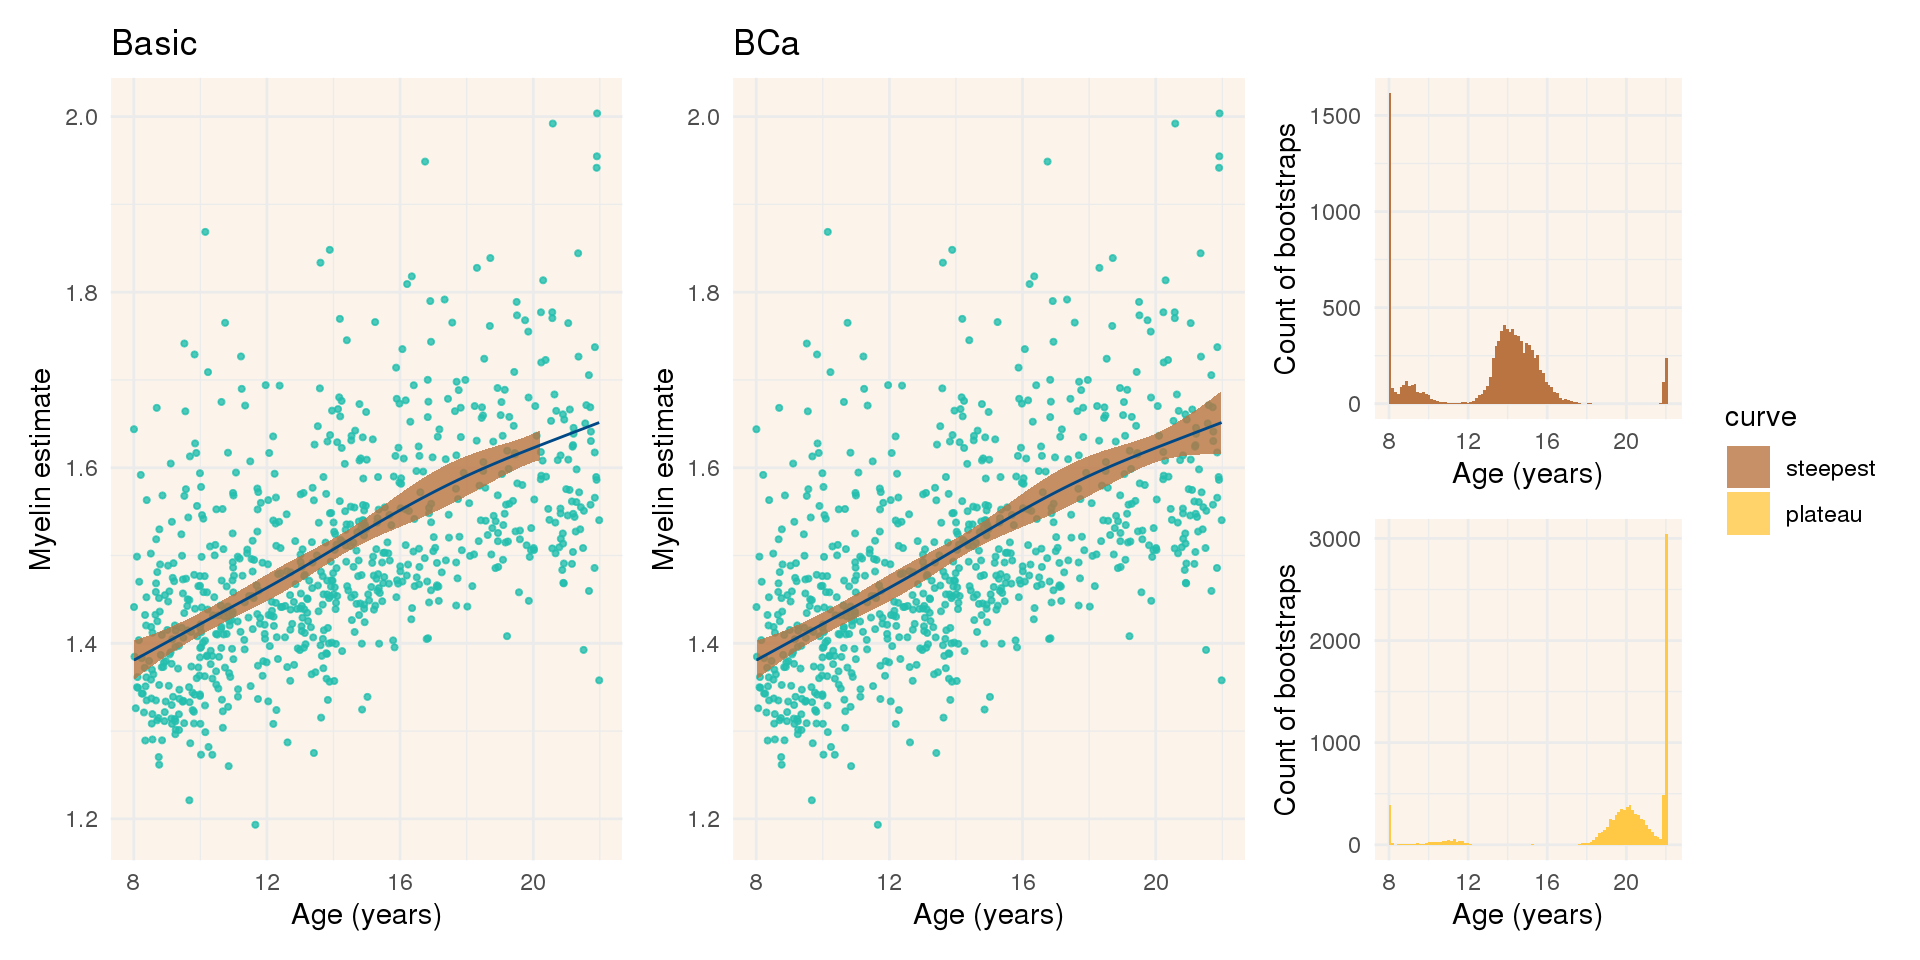 Basic
2.0
1.8
1.6
1.4
1.2
Myelin estimate
8 12 16 20
Age (years)
BCa
2.0
1.8
1.6
1.4
1.2
Myelin estimate
8 12 16 20
Age (years)
1500
1000
500
0
Count of bootstraps
8 12 16 20
Age (years)
3000
2000
1000
0
Count of bootstraps
8 12 16 20
Age (years)
curve
steepest
plateau